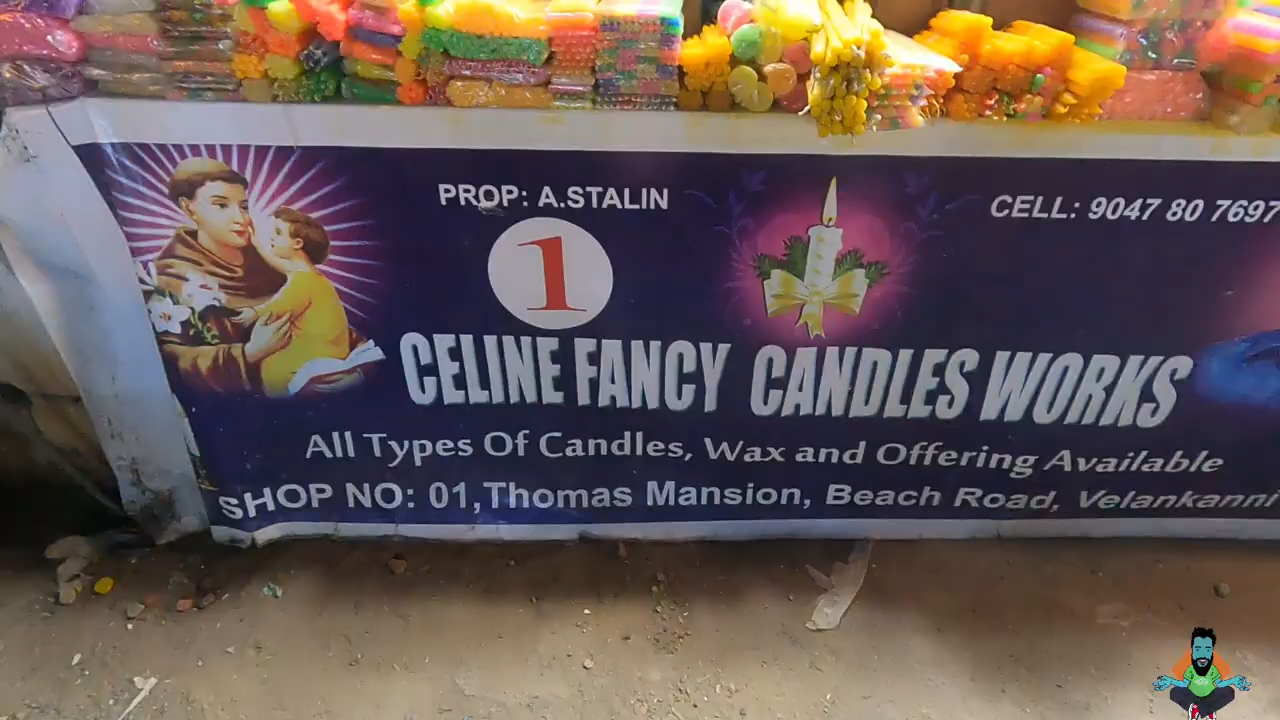 PROP: A.STALIN
CELL: 9047 80 7697
1
CELINE FANCY CANDLES WORKS
All Types Of Candles, Wax and Offering Available
SHOP NO: 01,Thomas Mansion, Beach Road, Velankanni